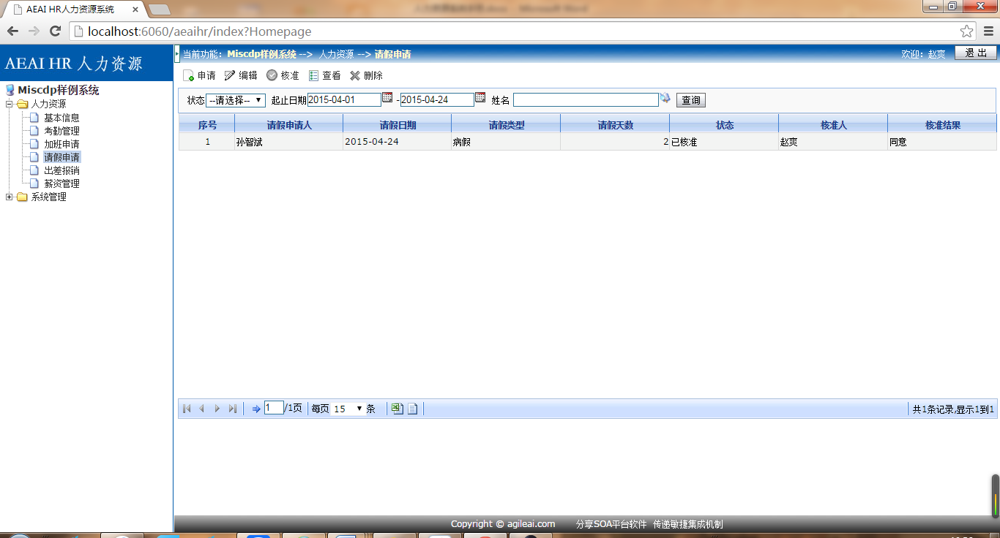 AEAI HR人力资源系统
localhost:6060/aeaihr/index?Homepage
AEAI HR 人力资源
当前功能：Miscdp样例系统 --> 人力资源 --> 请假申请
欢迎：赵爽 退 出
Miscdp样例系统
人力资源
基本信息
考勤管理
加班申请
请假申请
出差报销
薪资管理
系统管理
申请 编辑 核准 查看 删除
状态 --请选择-- 起止日期 2015-04-01 - 2015-04-24 姓名 查询
序号 请假申请人 请假日期 请假类型 请假天数 状态 核准人 核准结果
1 孙智斌 2015-04-24 病假 2 已核准 赵爽 同意
1 /1页 每页 15 条
共1条记录,显示1到1
Copyright © agileai.com 分享SOA平台软件 传递敏捷集成机制